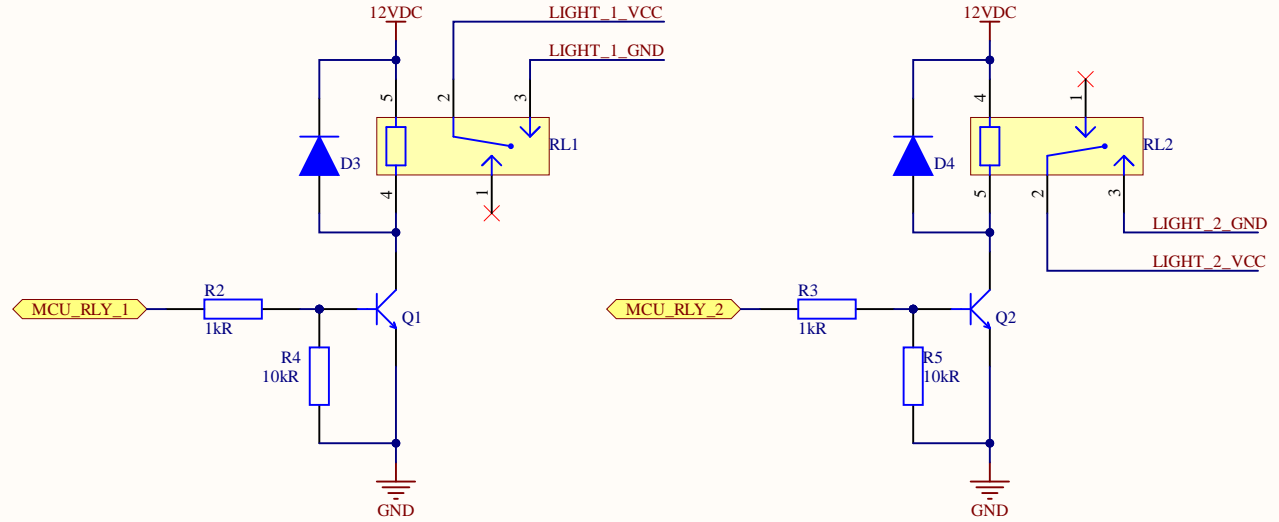 12VDC
LIGHT_1_VCC
LIGHT_1_GND
5
2
3
D3
RL1
4
1
MCU_RLY_1
R2
1kR
Q1
R4
10kR
GND
12VDC
4
1
D4
RL2
5
2
3
LIGHT_2_GND
LIGHT_2_VCC
MCU_RLY_2
R3
1kR
Q2
R5
10kR
GND